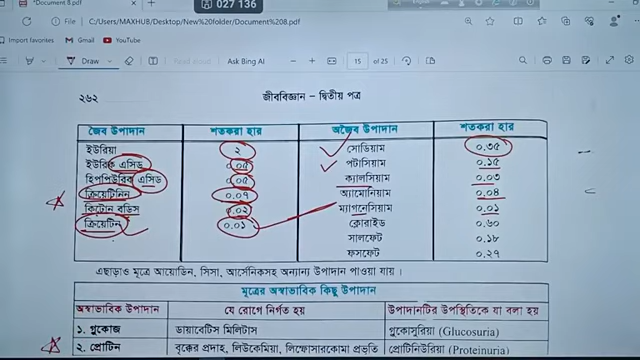 *Document 8.pdf
027 136
File
C:/Users/MAXHUB/Desktop/New%20folder/Document%208.pdf
Import favorites Gmail YouTube
Draw Ask Bing AI 15 of 25
২৬২ জীববিজ্ঞান – দ্বিতীয় পত্র
জৈব উপাদান শতকরা হার অজৈব উপাদান শতকরা হার
ইউরিয়া ২ সোডিয়াম ০.৩৫
ইউরিক এসিড ০.০৫ পটাসিয়াম ০.১৫
হিপপিউরিক এসিড ০.০৫ ক্যালসিয়াম ০.০৩
ক্রিয়েটিনিন ০.০৭ অ্যামোনিয়াম ০.০৪
কিটোন বডিস ০.০২ ম্যাগনেসিয়াম ০.০১
ক্রিয়েটিন ০.০১ ক্লোরাইড ০.৬০
সালফেট ০.১৮
ফসফেট ০.২৭
এছাড়াও মূত্রে আয়োডিন, সিসা, আর্সেনিকসহ অন্যান্য উপাদান পাওয়া যায়।
মূত্রের অস্বাভাবিক কিছু উপাদান
অস্বাভাবিক উপাদান যে রোগে নির্গত হয় উপাদানটির উপস্থিতিকে যা বলা হয়
১. গ্লুকোজ ডায়াবেটিস মিলিটাস গ্লুকোসুরিয়া (Glucosuria)
২. প্রোটিন বৃক্কের প্রদাহ, লিউকেমিয়া, লিম্ফোসারকোমা প্রভৃতি প্রোটিনিউরিয়া (Proteinuria)